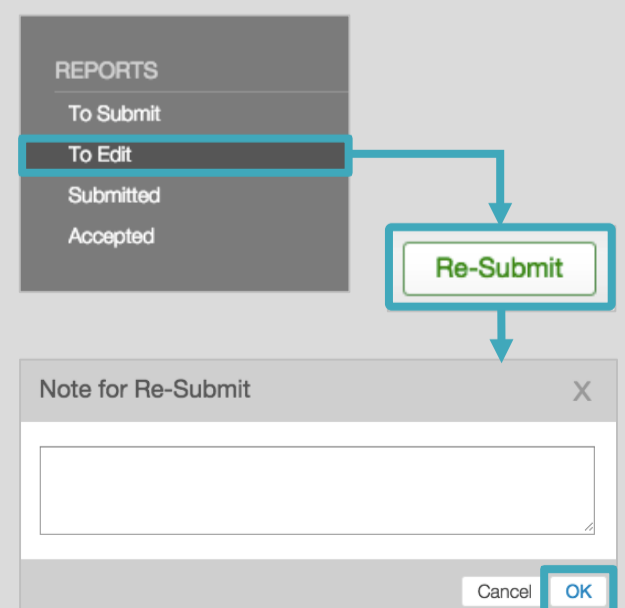 REPORTS
To Submit
To Edit
Submitted
Accepted
Re-Submit
Note for Re-Submit X
Cancel OK